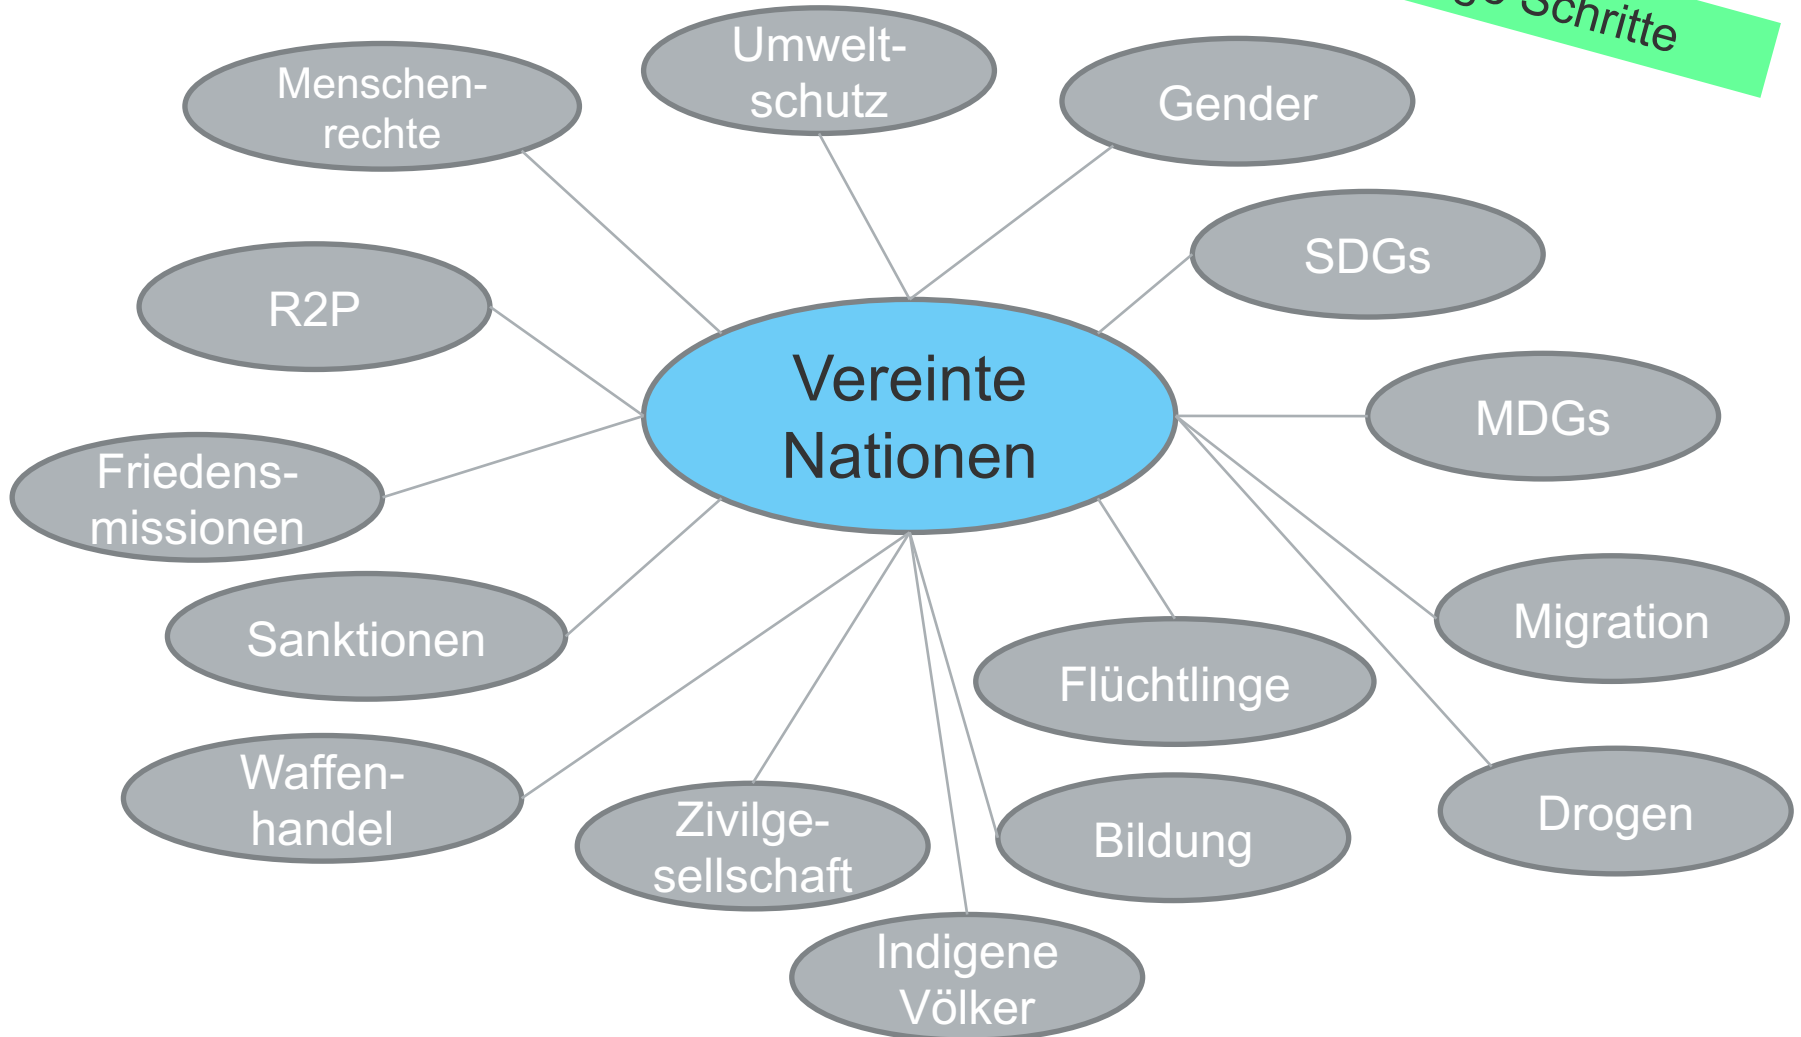 Schritte
Umwelt-
schutz
Menschen-
rechte
Gender
SDGs
R2P
Vereinte
Nationen
MDGs
Friedens-
missionen
Sanktionen
Migration
Flüchtlinge
Waffen-
handel
Zivilge-
sellschaft
Bildung
Drogen
Indigene
Völker